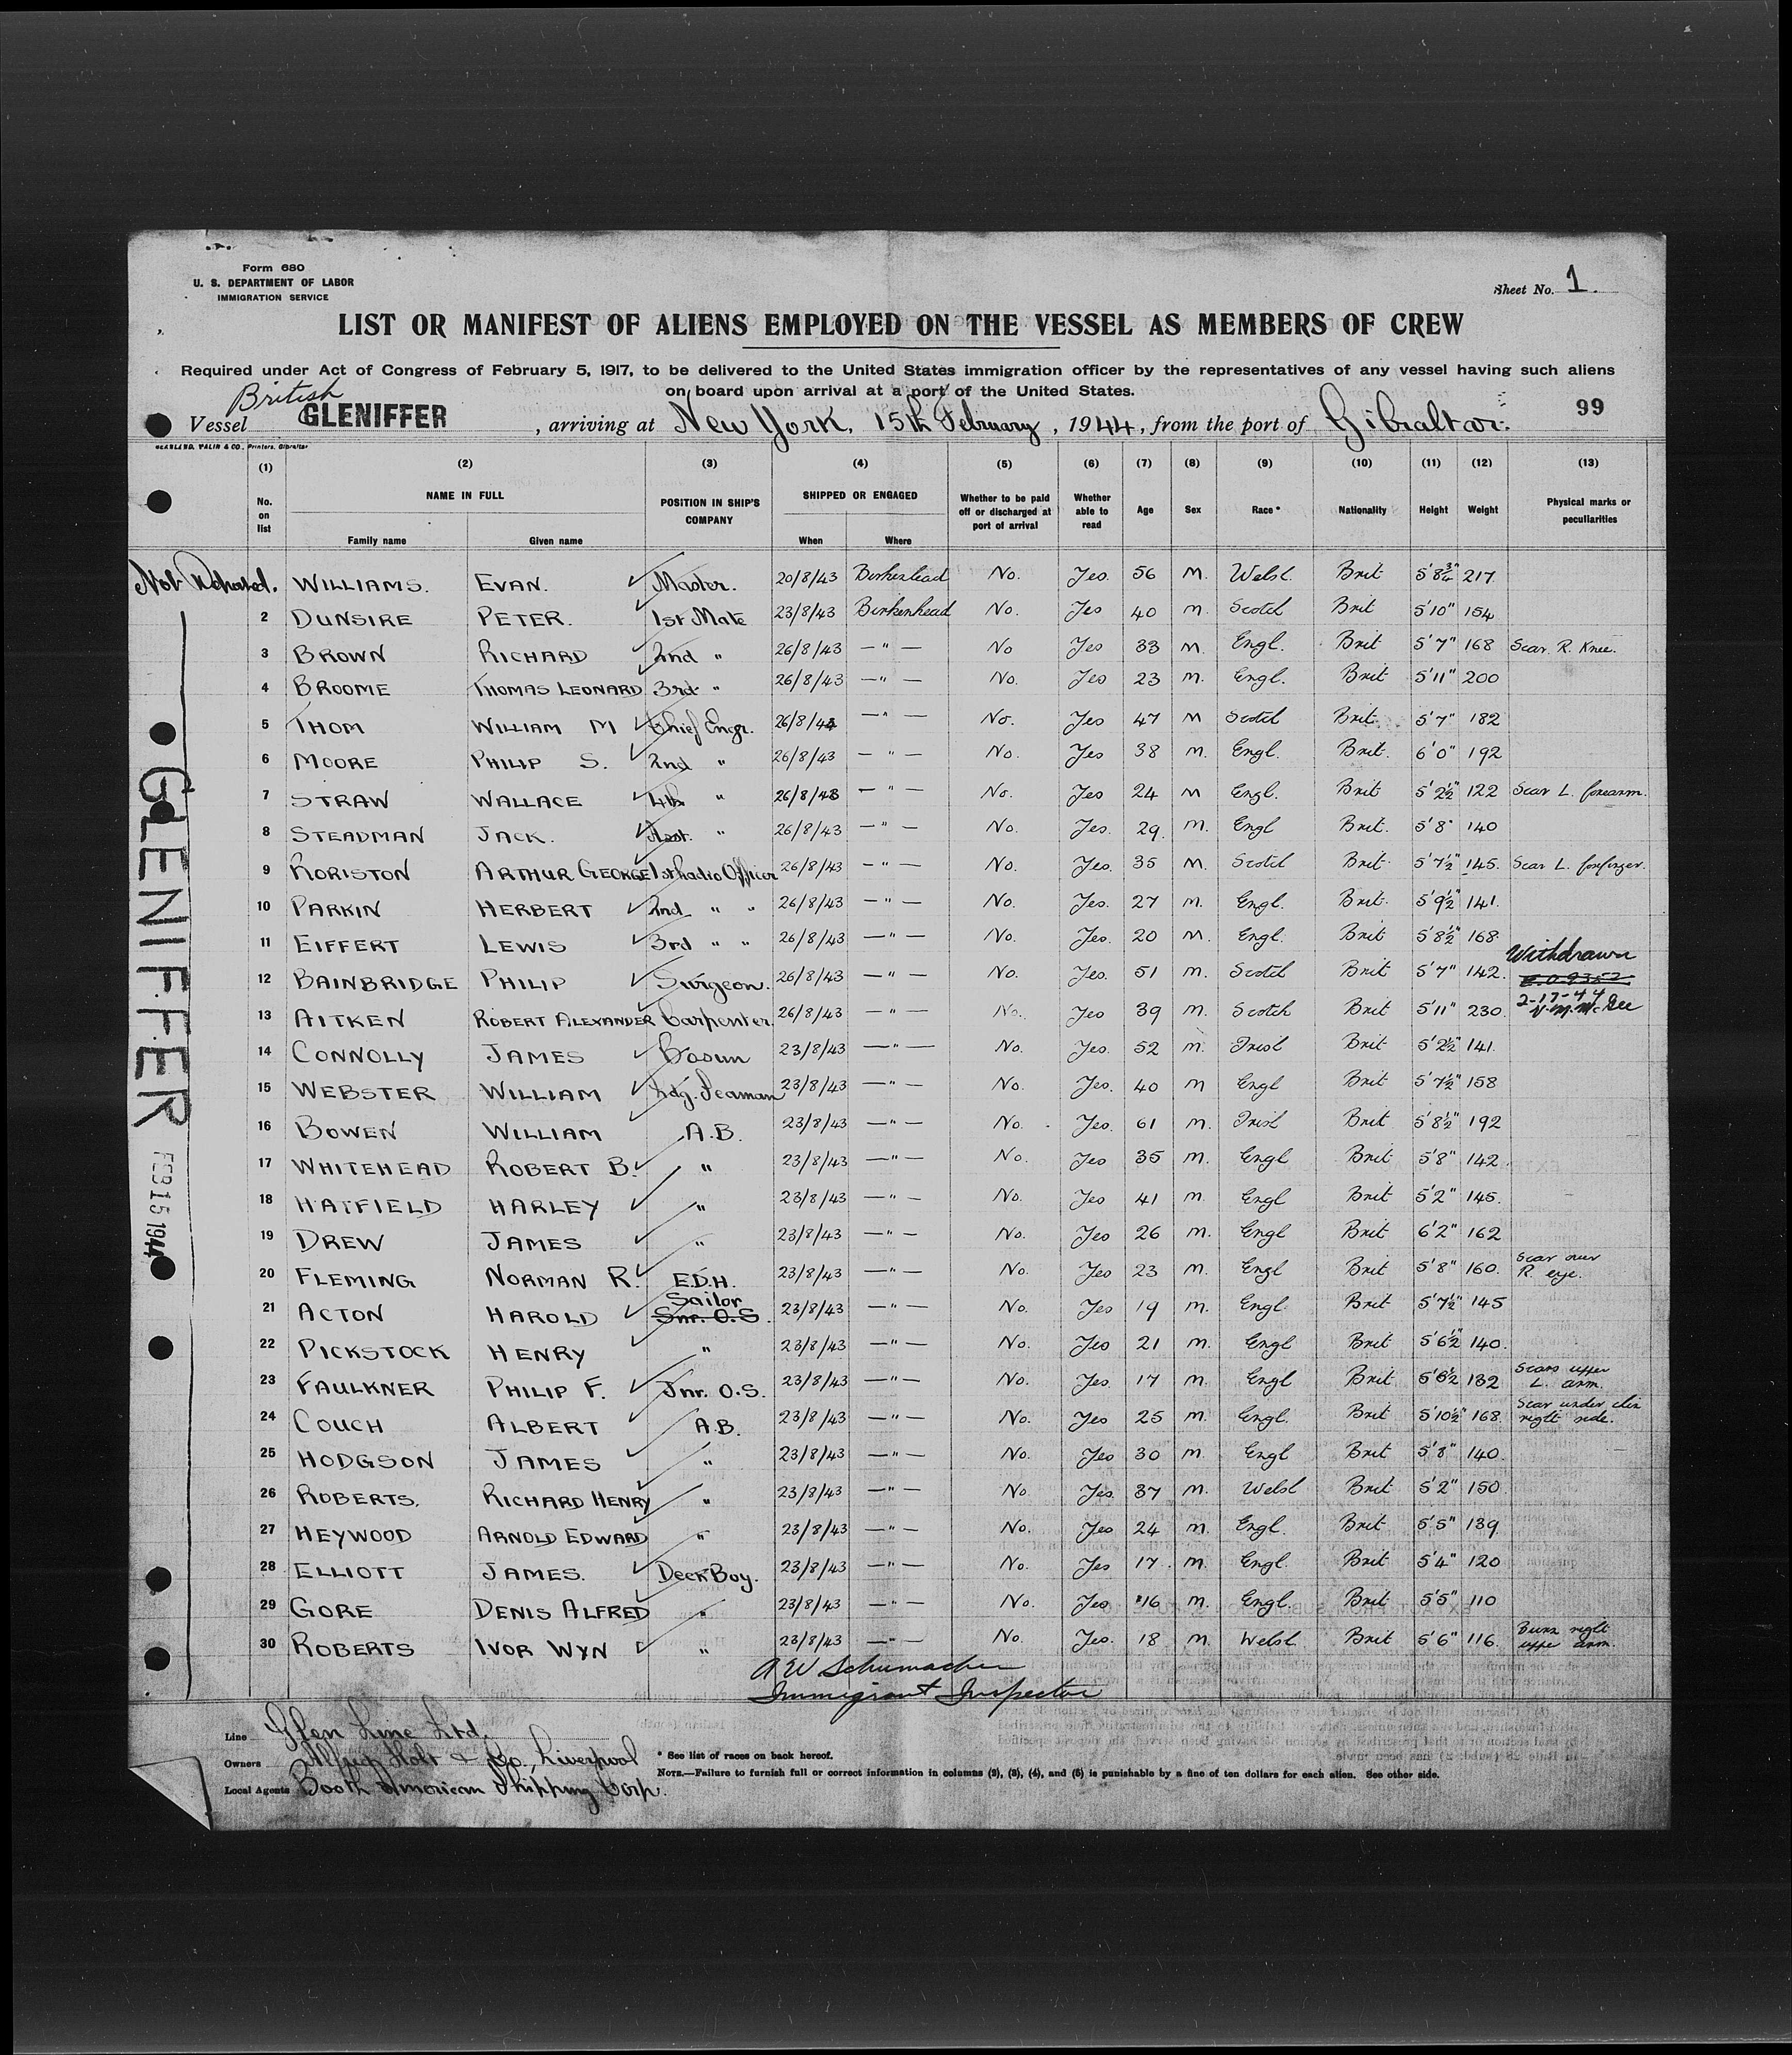 Form 680
U. S. DEPARTMENT OF LABOR
IMMIGRATION SERVICE
Sheet No. 1.
LIST OR MANIFEST OF ALIENS EMPLOYED ON THE VESSEL AS MEMBERS OF CREW
Required under Act of Congress of February 5, 1917, to be delivered to the United States immigration officer by the representatives of any vessel having such aliens
on board upon arrival at a port of the United States.
British
Vessel GLENIFFER, arriving at New York, 15th February, 1944, from the port of Gibraltar.
99
(1) (2) (3) (4) (5) (6) (7) (8) (9) (10) (11) (12) (13)
No. on list NAME IN FULL Family name Given name POSITION IN SHIP'S COMPANY SHIPPED OR ENGAGED When Where Whether to be paid off or discharged at port of arrival Whether able to read Age Sex Race* Nationality Height Weight Physical marks or peculiarities
WILLIAMS. EVAN. Master. 20/8/43 Birkenhead No. Yes. 56 M. Welsh. Brit 5'8¾" 217
2 DUNSIRE PETER. 1st Mate 23/8/43 Birkenhead No. Yes 40 m. Scotch Brit 5'10" 154
3 BROWN RICHARD 2nd " 26/8/43 — " — No Yes 33 m. Engl. Brit 5'7" 168 Scar R. Knee.
4 BROOME THOMAS LEONARD 3rd " 26/8/43 — " — No. Yes 23 m. Engl. Brit 5'11" 200
5 THOM WILLIAM M Chief Engr. 26/8/43 — " — No. Yes 47 M Scotch Brit. 5'7" 182
6 MOORE PHILIP S. 2nd " 26/8/43 — " — No. Yes 38 m. Engl. Brit. 6'0" 192
7 STRAW WALLACE 4th " 26/8/43 — " — No. Yes 24 M Engl. Brit 5'2½" 122 Scar L. forearm.
8 STEADMAN JACK. Asst. " 26/8/43 — " — No. Yes. 29 m. Engl Brit. 5'8" 140
9 RORISTON ARTHUR GEORGE 1st Radio Officer 26/8/43 — " — No. Yes. 35 M. Scotch Brit. 5'7½" 145. Scar L. forfinger.
10 PARKIN HERBERT 2nd " " 26/8/43 — " — No. Yes. 27 m. Engl. Brit. 5'9½" 141.
11 EIFFERT LEWIS 3rd " " 26/8/43 — " — No. Yes. 20 M. Engl. Brit 5'8½" 168
Withdrawn
12 BAINBRIDGE PHILIP Surgeon. 26/8/43 — " — No. Yes. 51 m. Scotch Brit 5'7" 142.
2-17-44
13 AITKEN ROBERT ALEXANDER Carpenter. 26/8/43 — " — No. Yes 39 m. Scotch Brit 5'11" 230.
14 CONNOLLY JAMES Bosun 23/8/43 — " — No. Yes. 52 m. Irish Brit 5'2½" 141.
15 WEBSTER WILLIAM Ldg. Seaman 23/8/43 — " — No. Yes. 40 m Engl Brit 5'7½" 158
16 BOWEN WILLIAM A.B. 23/8/43 — " — No. Yes. 61 m. Irish Brit 5'8½" 192
17 WHITEHEAD ROBERT B. " 23/8/43 — " — No. Yes 35 m. Engl Brit 5'8" 142
18 HATFIELD HARLEY " 23/8/43 — " — No. Yes 41 m. Engl Brit 5'2" 145.
19 DREW JAMES " 23/8/43 — " — No. Yes 26 m. Engl Brit 6'2" 162
20 FLEMING NORMAN R. E.D.H. 23/8/43 — " — No. Yes 23 m. Engl Brit 5'8" 160. Scar over R. eye.
21 ACTON HAROLD Sailor Snr. O.S. 23/8/43 — " — No. Yes 19 m. Engl. Brit 5'7½" 145
22 PICKSTOCK HENRY " 23/8/43 — " — No. Yes 21 m. Engl Brit 5'6½" 140.
23 FAULKNER PHILIP F. Jnr. O.S. 23/8/43 — " — No. Yes. 17 m. Engl Brit 5'6½ 132 Scars upper L. arm.
24 COUCH ALBERT A.B. 23/8/43 — " — No. Yes 25 m. Engl. Brit 5'10½" 168. Scar under chin right side.
25 HODGSON JAMES " 23/8/43 — " — No. Yes 30 m. Engl Brit 5'8" 140.
26 ROBERTS. RICHARD HENRY " 23/8/43 — " — No. Yes. 37 m. Welsh Brit 5'2" 150
27 HEYWOOD ARNOLD EDWARD " 23/8/43 — " — No. Yes 24 m. Engl. Brit 5'5" 139
28 ELLIOTT JAMES. Deck Boy. 23/8/43 — " — No. Yes 17 m. Engl. Brit 5'4" 120
29 GORE DENIS ALFRED " 23/8/43 — " — No. Yes 16 m. Engl. Brit 5'5" 110
30 ROBERTS IVOR WYN " 23/8/43 — " — No. Yes. 18 m. Welsh Brit 5'6" 116. Burn right uppe arm.
A W Schumacher
Immigrant Inspector
Line Glen Line Ltd.
Owners Alfred Holt & Co. Liverpool
Local Agents Booth American Shipping Corp.
* See list of races on back hereof.
NOTE.—Failure to furnish full or correct information in columns (2), (3), (4), and (5) is punishable by a fine of ten dollars for each alien. See other side.
GLENIFFER
FEB 15 1944